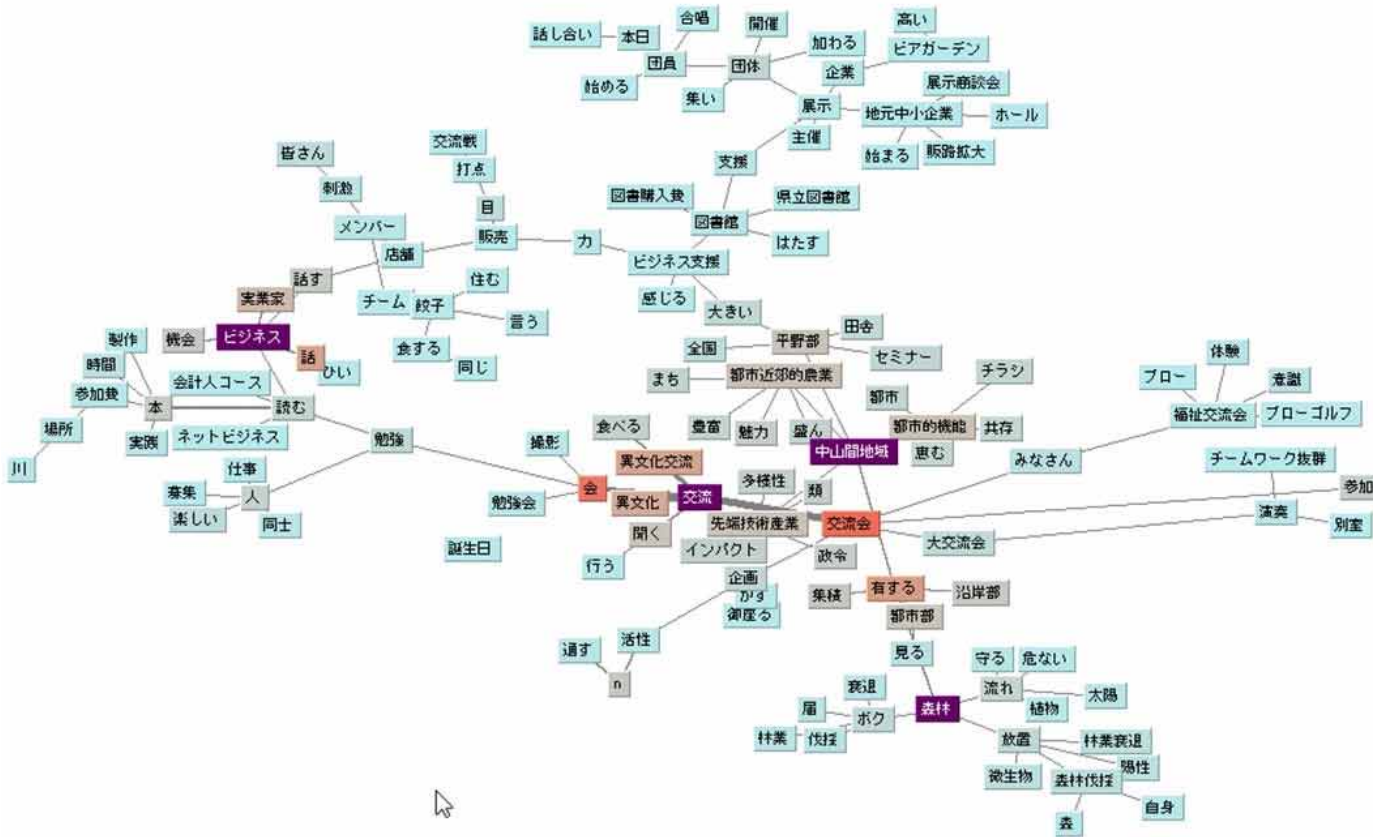 高い
合唱
開催
話し合い
本日
加わる
ビアガーデン
団員
団体
企業
展示商談会
始める
集い
展示
地元中小企業
ホール
主催
交流戦
始まる
販路拡大
皆さん
打点
支援
刺激
図書購入費
県立図書館
目
図書館
メンバー
販売
力
はたす
店舗
ビジネス支援
話す
住む
実業家
チーム
餃子
感じる
大きい
言う
田舎
ビジネス
製作
機会
平野部
全国
セミナー
体験
時間
話
ひい
食する
同じ
まち
都市近郊的農業
チラシ
ブロー
意識
会計人コース
都市
参加費
本
読む
福祉交流会
ブローゴルフ
食べる
豊富
魅力
盛ん
都市的機能
共存
場所
実践
ネットビジネス
勉強
撮影
中山間地域
恵む
みなさん
チームワーク抜群
川
仕事
異文化交流
多様性
類
参加
募集
人
勉強会
会
異文化
交流
演奏
別室
楽しい
同士
聞く
先端技術産業
交流会
大交流会
誕生日
インパクト
政令
行う
企画
かす
集積
有する
沿岸部
御座る
都市部
通す
活性
見る
守る
危ない
n
衰退
流れ
太陽
届
ボク
森林
植物
林業
伐採
放置
林業衰退
陽性
微生物
森林伐採
自身
森